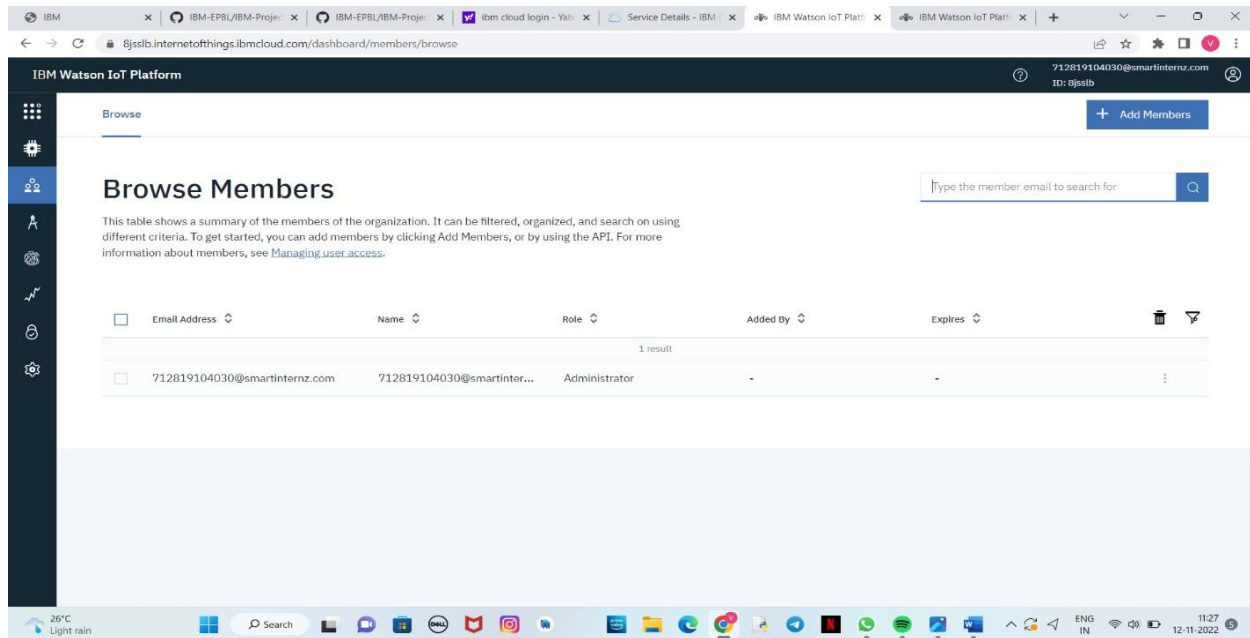 IBM
IBM-EPBL/IBM-Projec
IBM-EPBL/IBM-Projec
ibm cloud login - Yah
Service Details - IBM
IBM Watson IoT Platf
IBM Watson IoT Platf
8jsslb.internetofthings.ibmcloud.com/dashboard/members/browse
V
IBM Watson IoT Platform
712819104030@smartinternz.com
ID: 8jsslb
Browse
+ Add Members
Browse Members
Type the member email to search for
This table shows a summary of the members of the organization. It can be filtered, organized, and search on using
different criteria. To get started, you can add members by clicking Add Members, or by using the API. For more
information about members, see Managing user access.
Email Address Name Role Added By Expires
1 result
712819104030@smartinternz.com 712819104030@smartinter... Administrator - -
26°C
Light rain
Search
DELL
N
ENG
IN
11:27
12-11-2022
5